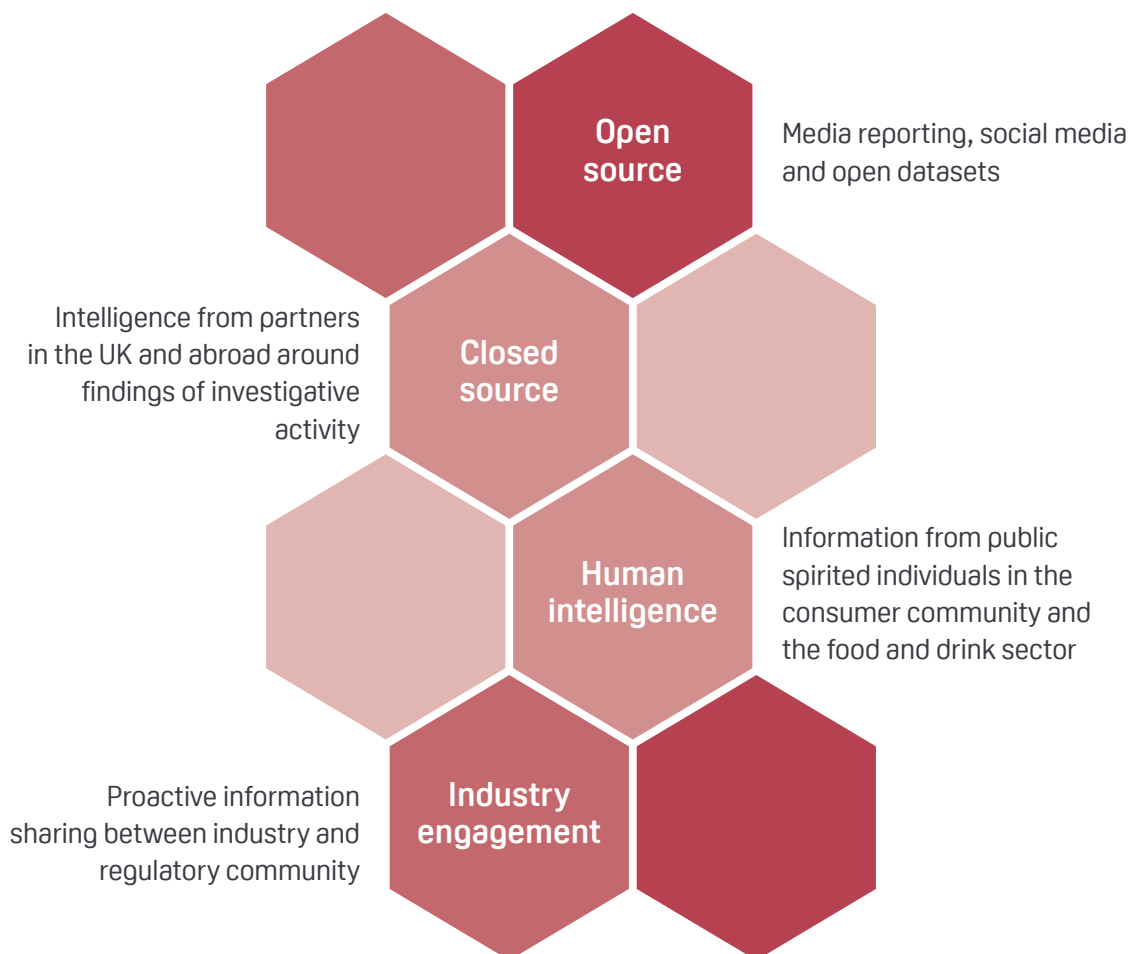 Open
source
Media reporting, social media
and open datasets
Intelligence from partners
in the UK and abroad around
findings of investigative
activity
Closed
source
Human
intelligence
Information from public
spirited individuals in the
consumer community and
the food and drink sector
Proactive information
sharing between industry and
regulatory community
Industry
engagement